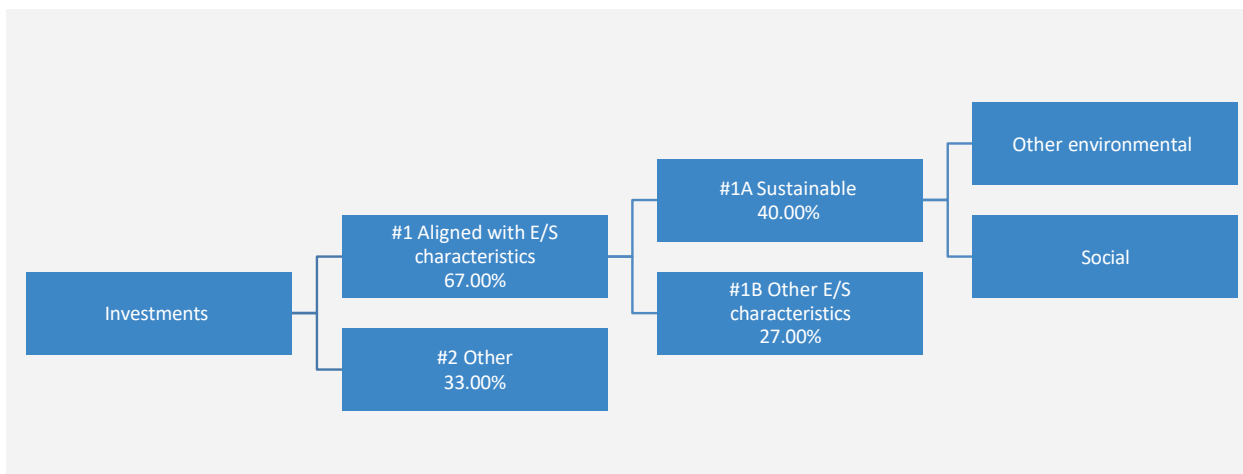 Investments
#1 Aligned with E/S
characteristics
67.00%
#2 Other
33.00%
#1A Sustainable
40.00%
#1B Other E/S
characteristics
27.00%
Other environmental
Social